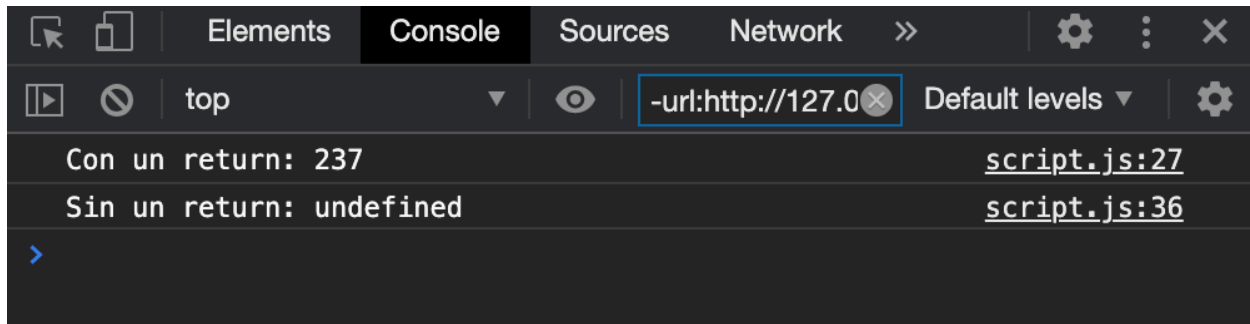 Elements Console Sources Network »
top -url:http://127.0 Default levels
Con un return: 237 script.js:27
Sin un return: undefined script.js:36
>